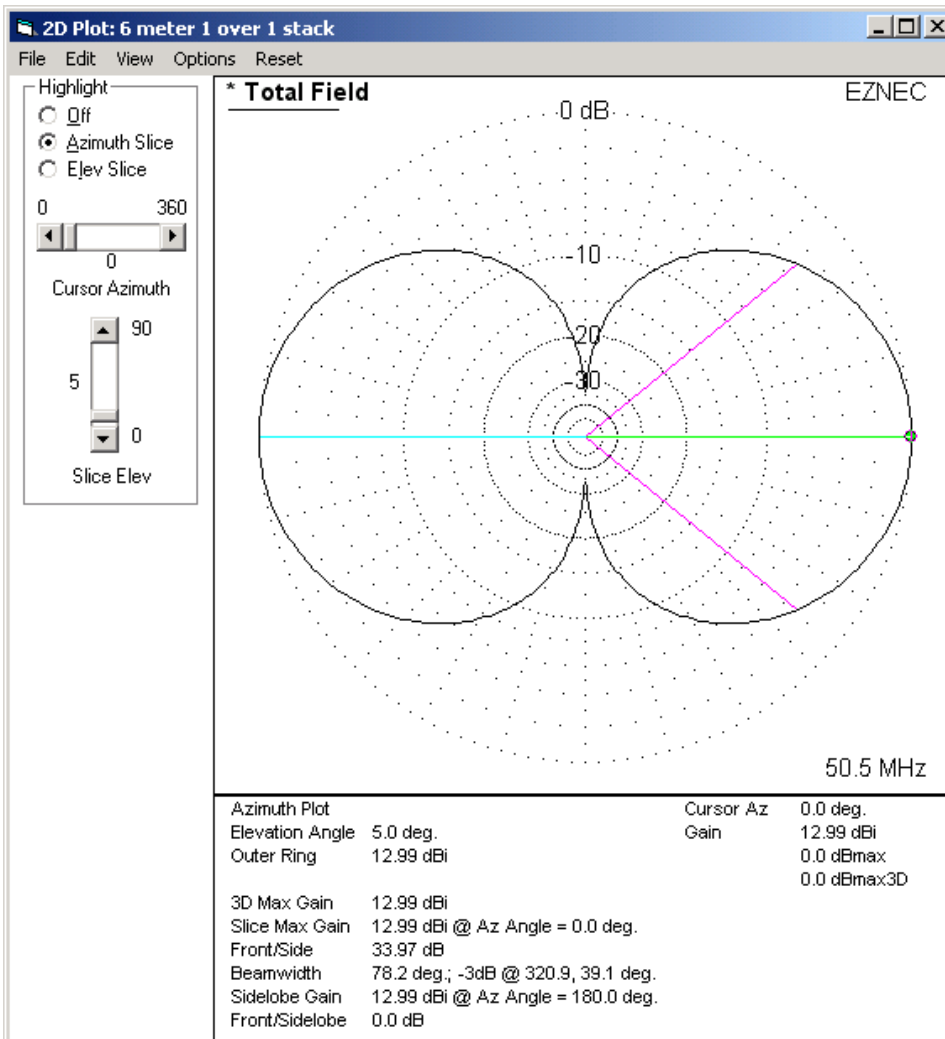 2D Plot: 6 meter 1 over 1 stack
File Edit View Options Reset
Highlight
Off
Azimuth Slice
Elev Slice
0 360
0
Cursor Azimuth
90
5
0
Slice Elev
* Total Field
EZNEC
0 dB
-10
-20
-30
50.5 MHz
Azimuth Plot
Elevation Angle 5.0 deg.
Outer Ring 12.99 dBi
3D Max Gain 12.99 dBi
Slice Max Gain 12.99 dBi @ Az Angle = 0.0 deg.
Front/Side 33.97 dB
Beamwidth 78.2 deg.; -3dB @ 320.9, 39.1 deg.
Sidelobe Gain 12.99 dBi @ Az Angle = 180.0 deg.
Front/Sidelobe 0.0 dB
Cursor Az 0.0 deg.
Gain 12.99 dBi
0.0 dBmax
0.0 dBmax3D